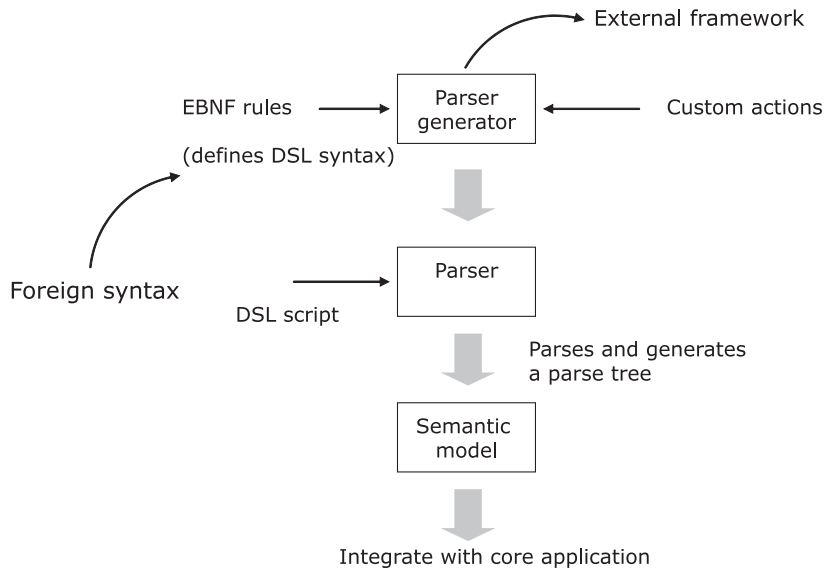 External framework
EBNF rules
Parser
generator
Custom actions
(defines DSL syntax)
Foreign syntax
Parser
DSL script
Parses and generates
a parse tree
Semantic
model
Integrate with core application